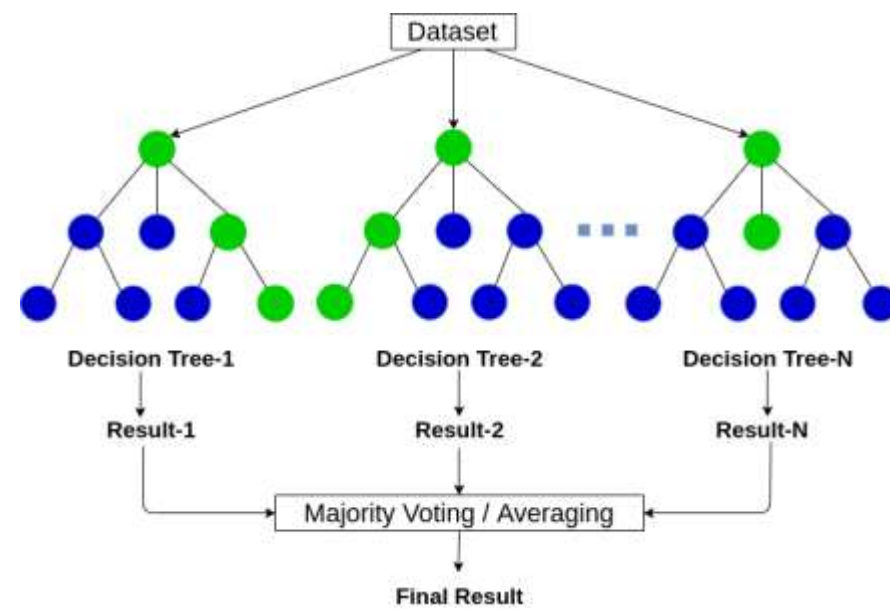 Dataset
Decision Tree-1
Decision Tree-2
Decision Tree-N
Result-1
Result-2
Result-N
Majority Voting / Averaging
Final Result